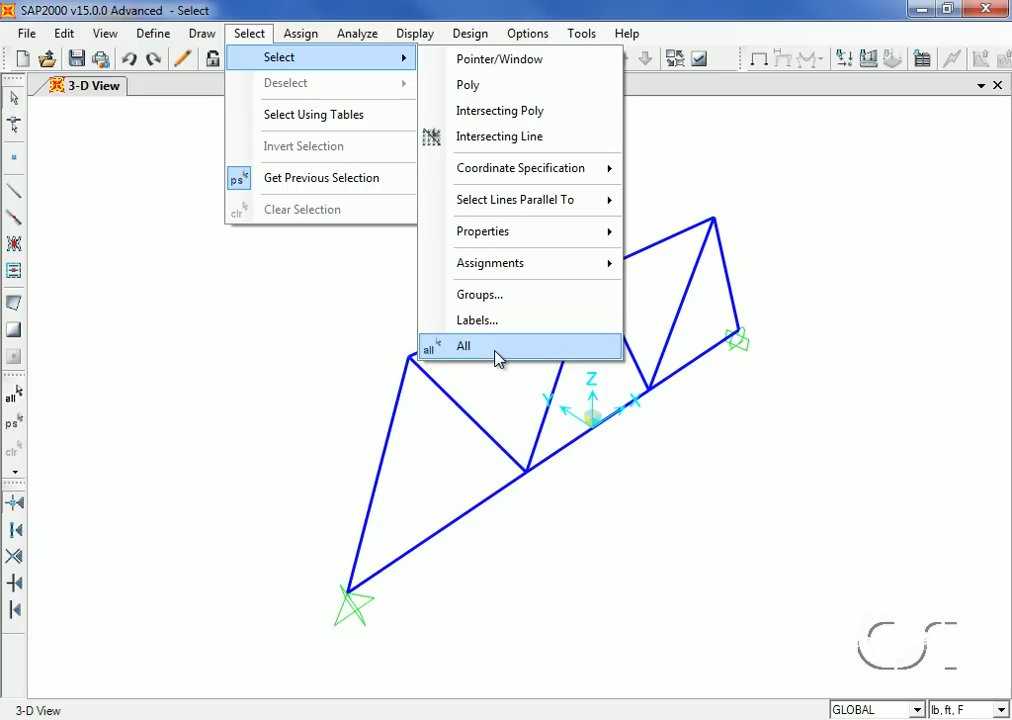 SAP2000 v15.0.0 Advanced - Select
File Edit View Define Draw Select Assign Analyze Display Design Options Tools Help
3-D View
Select
Deselect
Select Using Tables
Invert Selection
ps Get Previous Selection
clr Clear Selection
Pointer/Window
Poly
Intersecting Poly
Intersecting Line
Coordinate Specification
Select Lines Parallel To
Properties
Assignments
Groups...
Labels...
all All
all
ps
clr
Z
Y
X
CSI
3-D View
GLOBAL
lb, ft, F